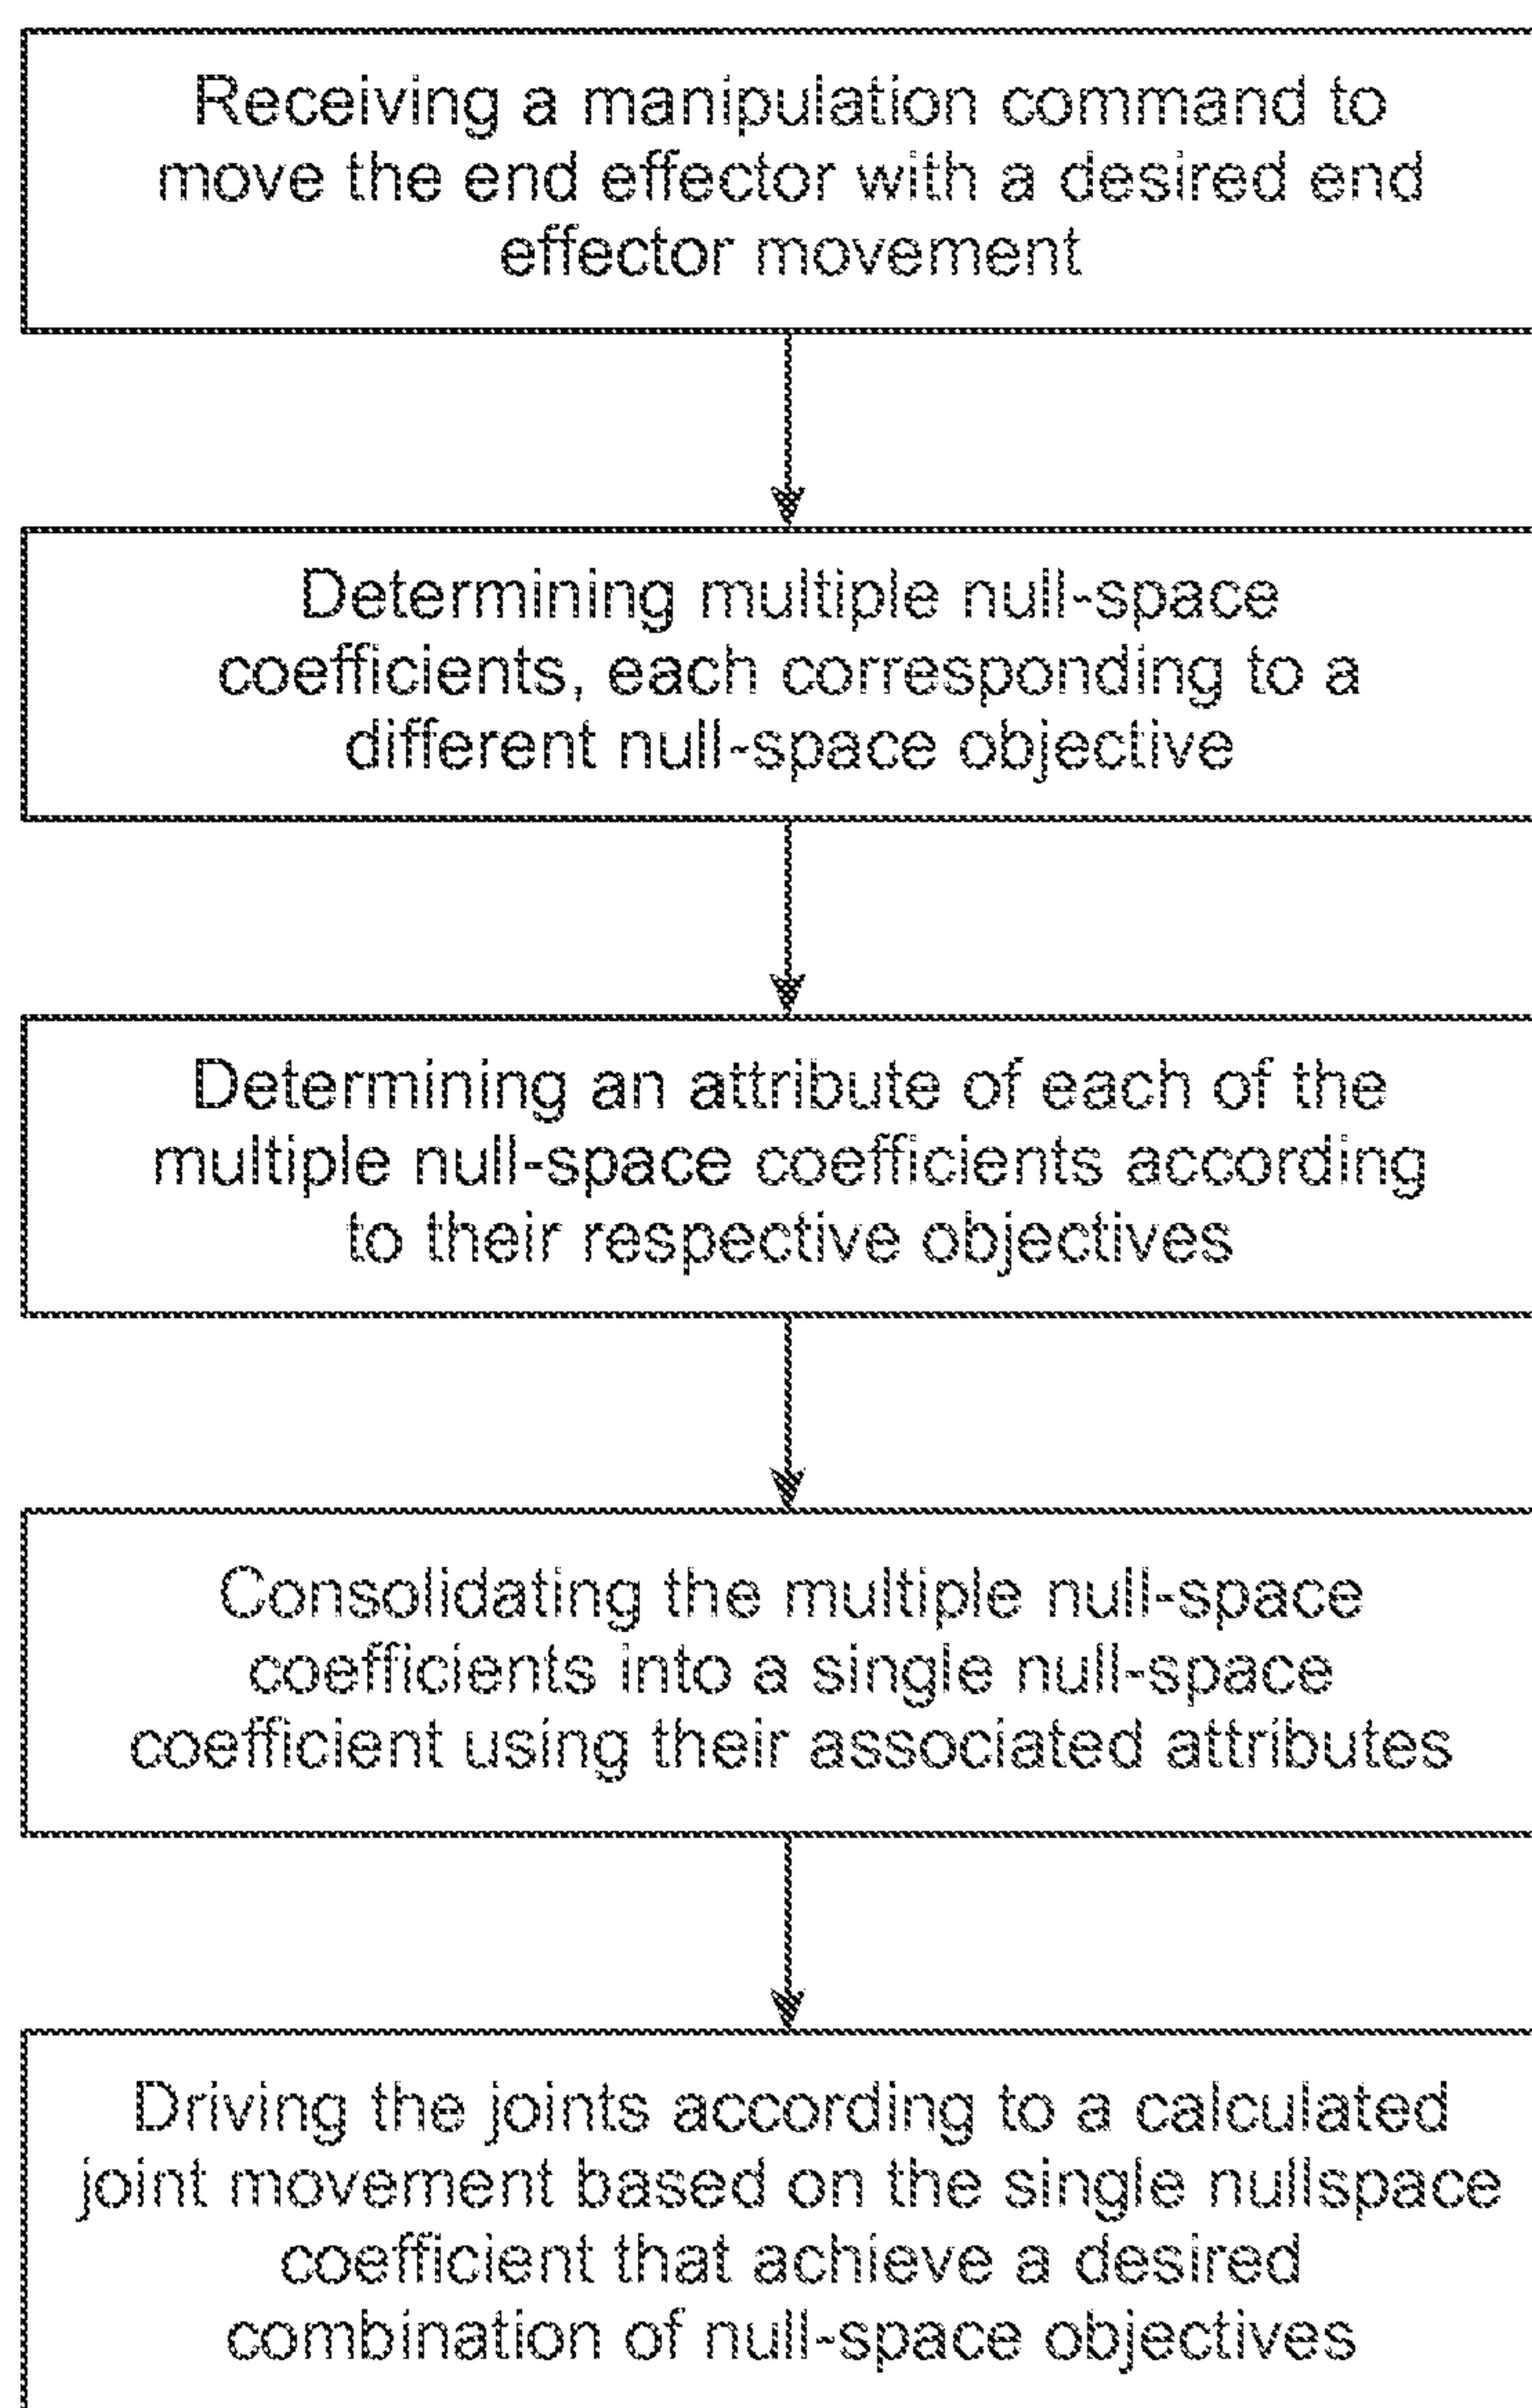 Receiving a manipulation command to
move the end effector with a desired end
effector movement
Determining multiple null-space
coefficients, each corresponding to a
different null-space objective
Determining an attribute of each of the
multiple null-space coefficients according
to their respective objectives
Consolidating the multiple null-space
coefficients into a single null-space
coefficient using their associated attributes
Driving the joints according to a calculated
joint movement based on the single nullspace
coefficient that achieve a desired
combination of null-space objectives